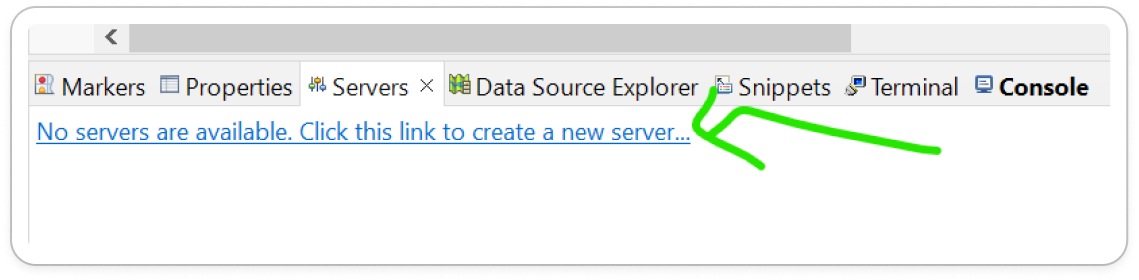 Markers Properties Servers Data Source Explorer Snippets Terminal Console
No servers are available. Click this link to create a new server...